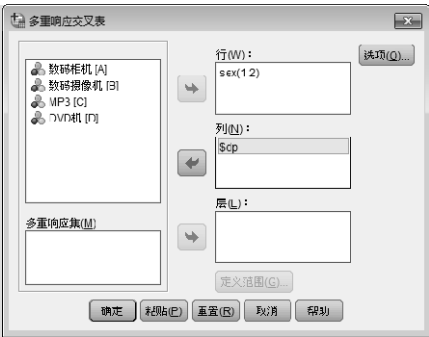 多重响应交叉表
行(W)：
选项(O)...
数码相机 [A]
数码摄像机 [B]
MP3 [C]
DVD机 [D]
sex(1 2)
列(N)：
$cp
层(L)：
多重响应集(M)
定义范围(G)...
确定
粘贴(P)
重置(R)
取消
帮助